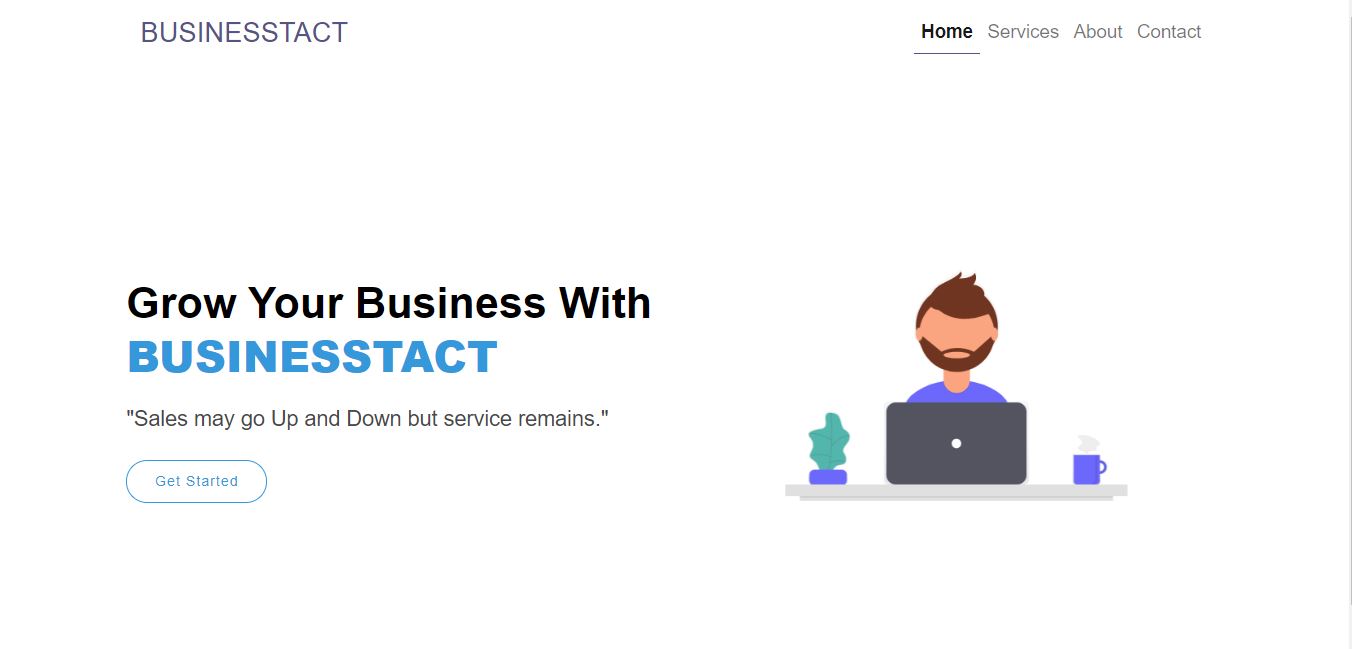 BUSINESSTACT
Home Services About Contact
Grow Your Business With
BUSINESSTACT
"Sales may go Up and Down but service remains."
Get Started